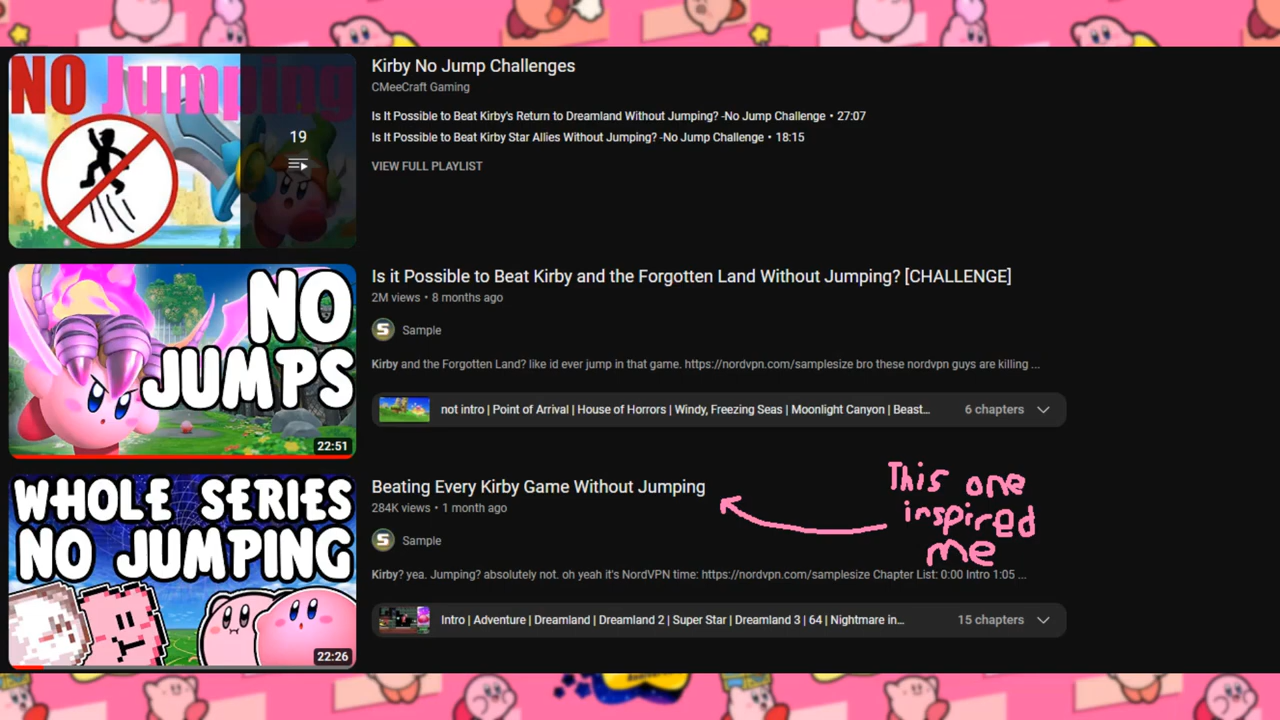 NO Jumping
19
Kirby No Jump Challenges
CMeeCraft Gaming
Is It Possible to Beat Kirby's Return to Dreamland Without Jumping? -No Jump Challenge • 27:07
Is It Possible to Beat Kirby Star Allies Without Jumping? -No Jump Challenge • 18:15
VIEW FULL PLAYLIST
NO
JUMPS
22:51
Is it Possible to Beat Kirby and the Forgotten Land Without Jumping? [CHALLENGE]
2M views • 8 months ago
S Sample
Kirby and the Forgotten Land? like id ever jump in that game. https://nordvpn.com/samplesize bro these nordvpn guys are killing ...
not intro | Point of Arrival | House of Horrors | Windy, Freezing Seas | Moonlight Canyon | Beast... 6 chapters
WHOLE SERIES
NO JUMPING
22:26
Beating Every Kirby Game Without Jumping
284K views • 1 month ago
S Sample
Kirby? yea. Jumping? absolutely not. oh yeah it's NordVPN time: https://nordvpn.com/samplesize Chapter List: 0:00 Intro 1:05 ...
Intro | Adventure | Dreamland | Dreamland 2 | Super Star | Dreamland 3 | 64 | Nightmare in... 15 chapters
This one
inspired
me